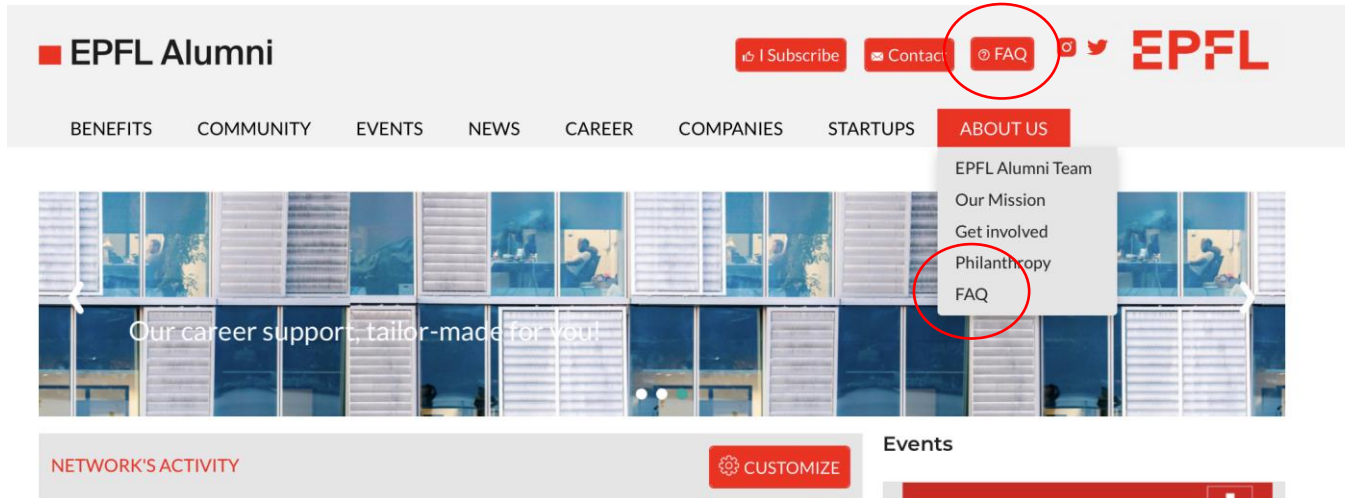 EPFL Alumni
I Subscribe
Contact
FAQ
EPFL
BENEFITS COMMUNITY EVENTS NEWS CAREER COMPANIES STARTUPS ABOUT US
EPFL Alumni Team
Our Mission
Get involved
Philanthropy
FAQ
Our career support, tailor-made for you!
NETWORK'S ACTIVITY
CUSTOMIZE
Events